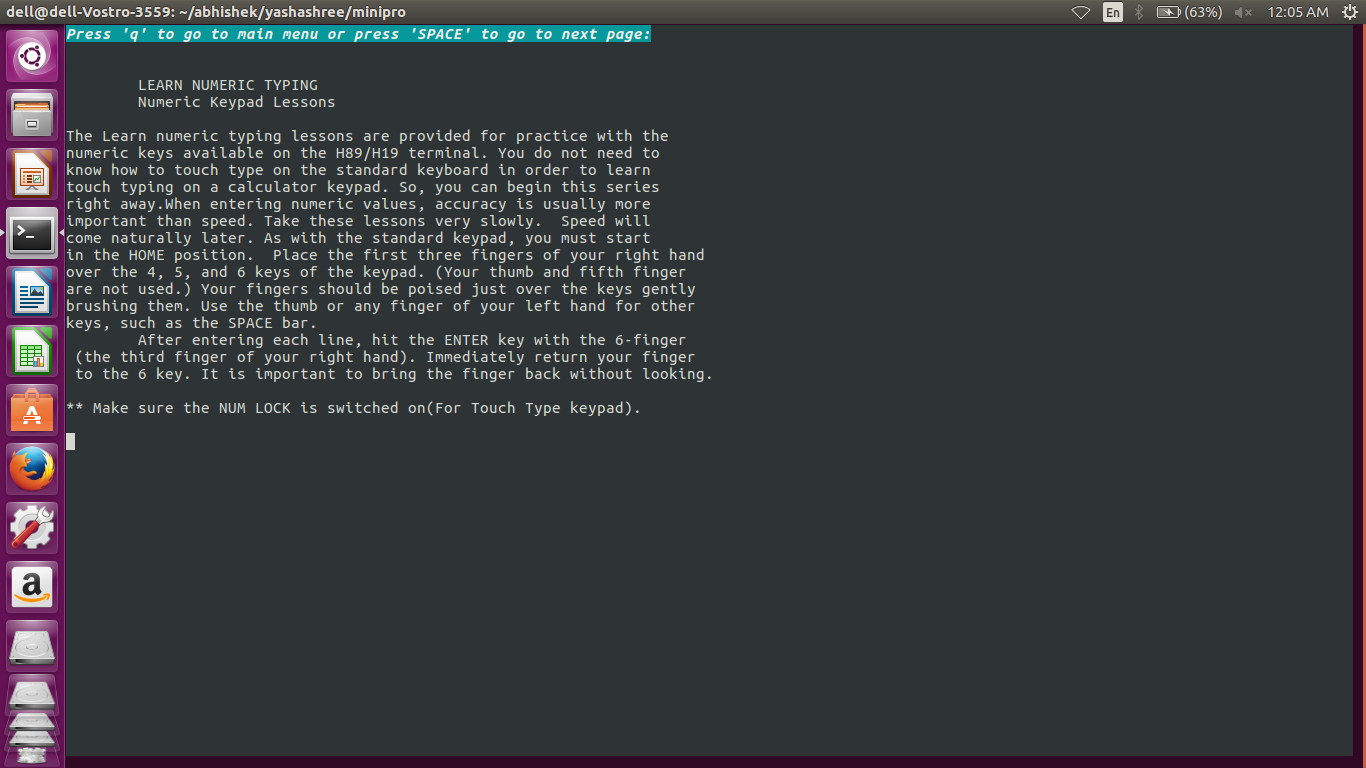 dell@dell-Vostro-3559: ~/abhishek/yashashree/minipro
En
(63%)
12:05 AM
Press 'q' to go to main menu or press 'SPACE' to go to next page:
LEARN NUMERIC TYPING
Numeric Keypad Lessons
The Learn numeric typing lessons are provided for practice with the
numeric keys available on the H89/H19 terminal. You do not need to
know how to touch type on the standard keyboard in order to learn
touch typing on a calculator keypad. So, you can begin this series
right away.When entering numeric values, accuracy is usually more
important than speed. Take these lessons very slowly.  Speed will
come naturally later. As with the standard keypad, you must start
in the HOME position.  Place the first three fingers of your right hand
over the 4, 5, and 6 keys of the keypad. (Your thumb and fifth finger
are not used.) Your fingers should be poised just over the keys gently
brushing them. Use the thumb or any finger of your left hand for other
keys, such as the SPACE bar.
After entering each line, hit the ENTER key with the 6-finger
(the third finger of your right hand). Immediately return your finger
to the 6 key. It is important to bring the finger back without looking.
** Make sure the NUM LOCK is switched on(For Touch Type keypad).
>_
A
a